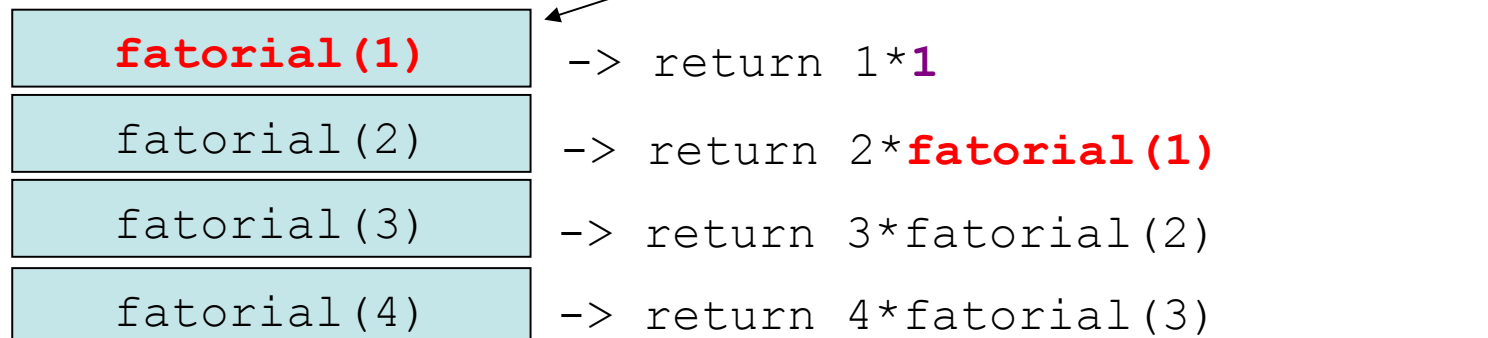 fatorial(1) -> return 1*1
fatorial(2) -> return 2*fatorial(1)
fatorial(3) -> return 3*fatorial(2)
fatorial(4) -> return 4*fatorial(3)